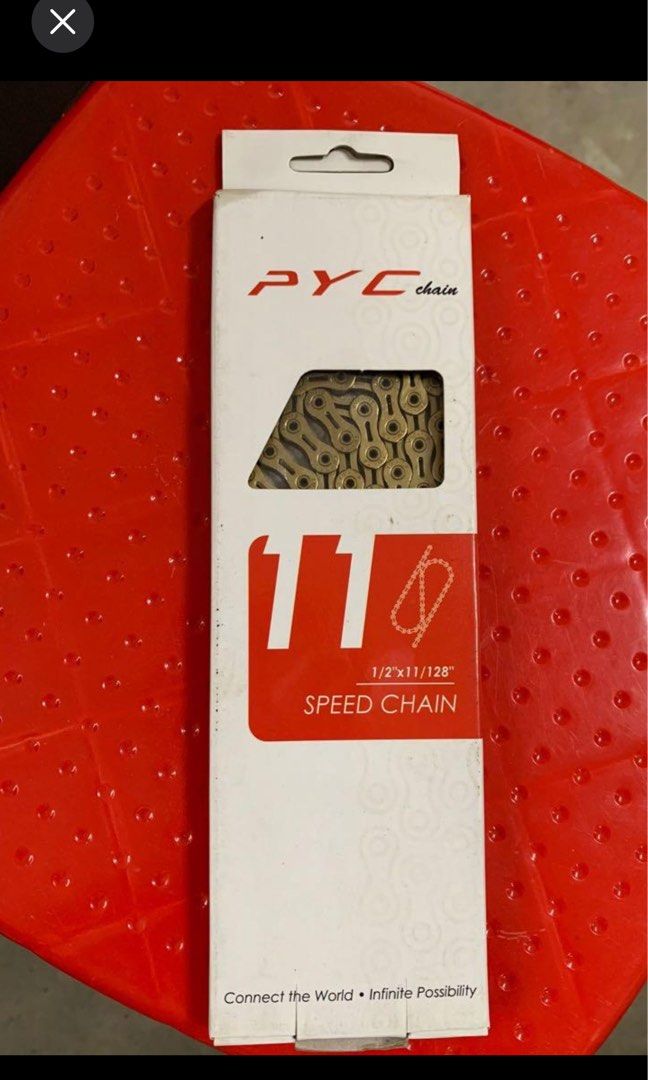 PYC chain
11
1/2"x11/128"
SPEED CHAIN
Connect the World • Infinite Possibility